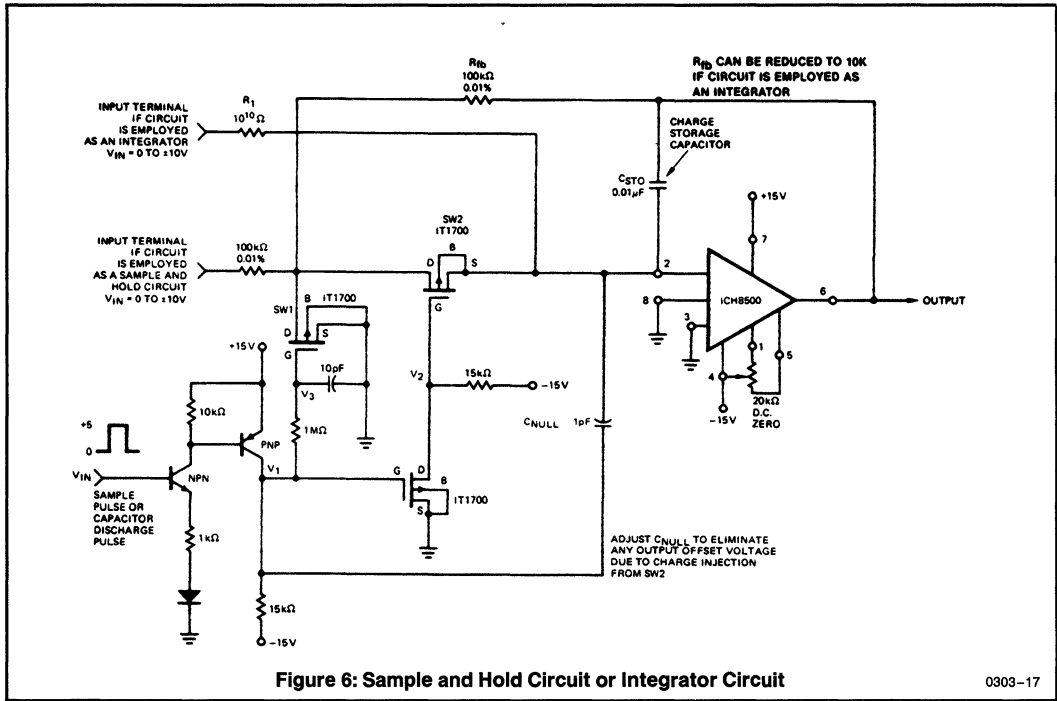 Rfb
100kΩ
0.01%
Rfb CAN BE REDUCED TO 10K
IF CIRCUIT IS EMPLOYED AS
AN INTEGRATOR
INPUT TERMINAL
IF CIRCUIT
IS EMPLOYED
AS AN INTEGRATOR
VIN = 0 TO ±10V
R1
10¹⁰Ω
CHARGE
STORAGE
CAPACITOR
CSTO
0.01μF
+15V
7
SW2
IT1700
B
D
S
G
INPUT TERMINAL
IF CIRCUIT
IS EMPLOYED
AS A SAMPLE AND
HOLD CIRCUIT
VIN = 0 TO ±10V
100kΩ
0.01%
2
8
3
ICH8500
6
OUTPUT
1
5
4
-15V
20kΩ
D.C.
ZERO
SW1
B
IT1700
D
S
G
10pF
V3
+15V
10kΩ
PNP
1MΩ
V1
V2
15kΩ
-15V
CNULL
1pF
+5
0
VIN
NPN
SAMPLE
PULSE OR
CAPACITOR
DISCHARGE
PULSE
1kΩ
G
D
B
S
IT1700
15kΩ
-15V
ADJUST CNULL TO ELIMINATE
ANY OUTPUT OFFSET VOLTAGE
DUE TO CHARGE INJECTION
FROM SW2
Figure 6: Sample and Hold Circuit or Integrator Circuit
0303-17